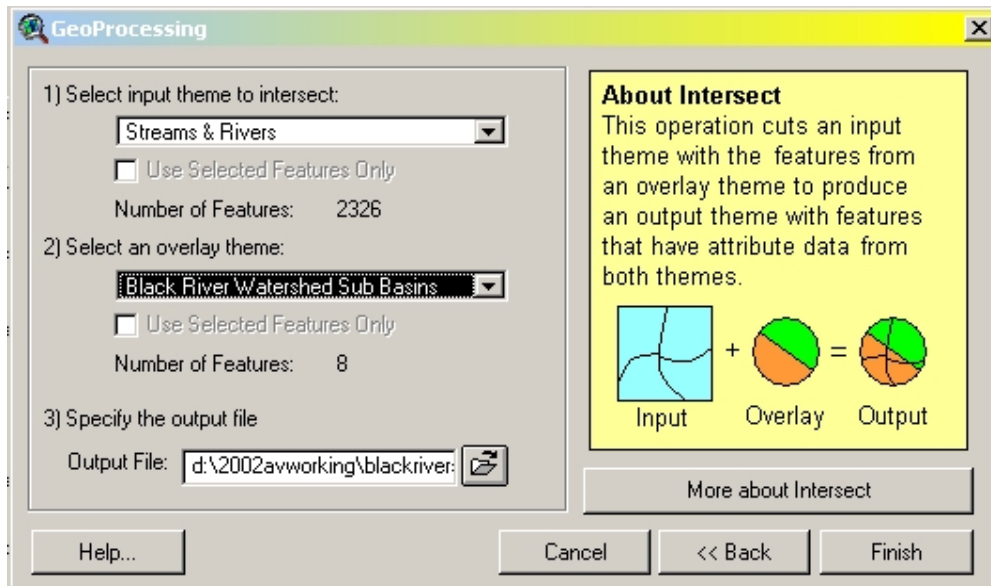 GeoProcessing
1) Select input theme to intersect:
Streams & Rivers
Use Selected Features Only
Number of Features: 2326
2) Select an overlay theme:
Black River Watershed Sub Basins
Use Selected Features Only
Number of Features: 8
3) Specify the output file
Output File: d:\2002avworking\blackriver
Help...
About Intersect
This operation cuts an input
theme with the features from
an overlay theme to produce
an output theme with features
that have attribute data from
both themes.
+ =
Input Overlay Output
More about Intersect
Cancel << Back Finish